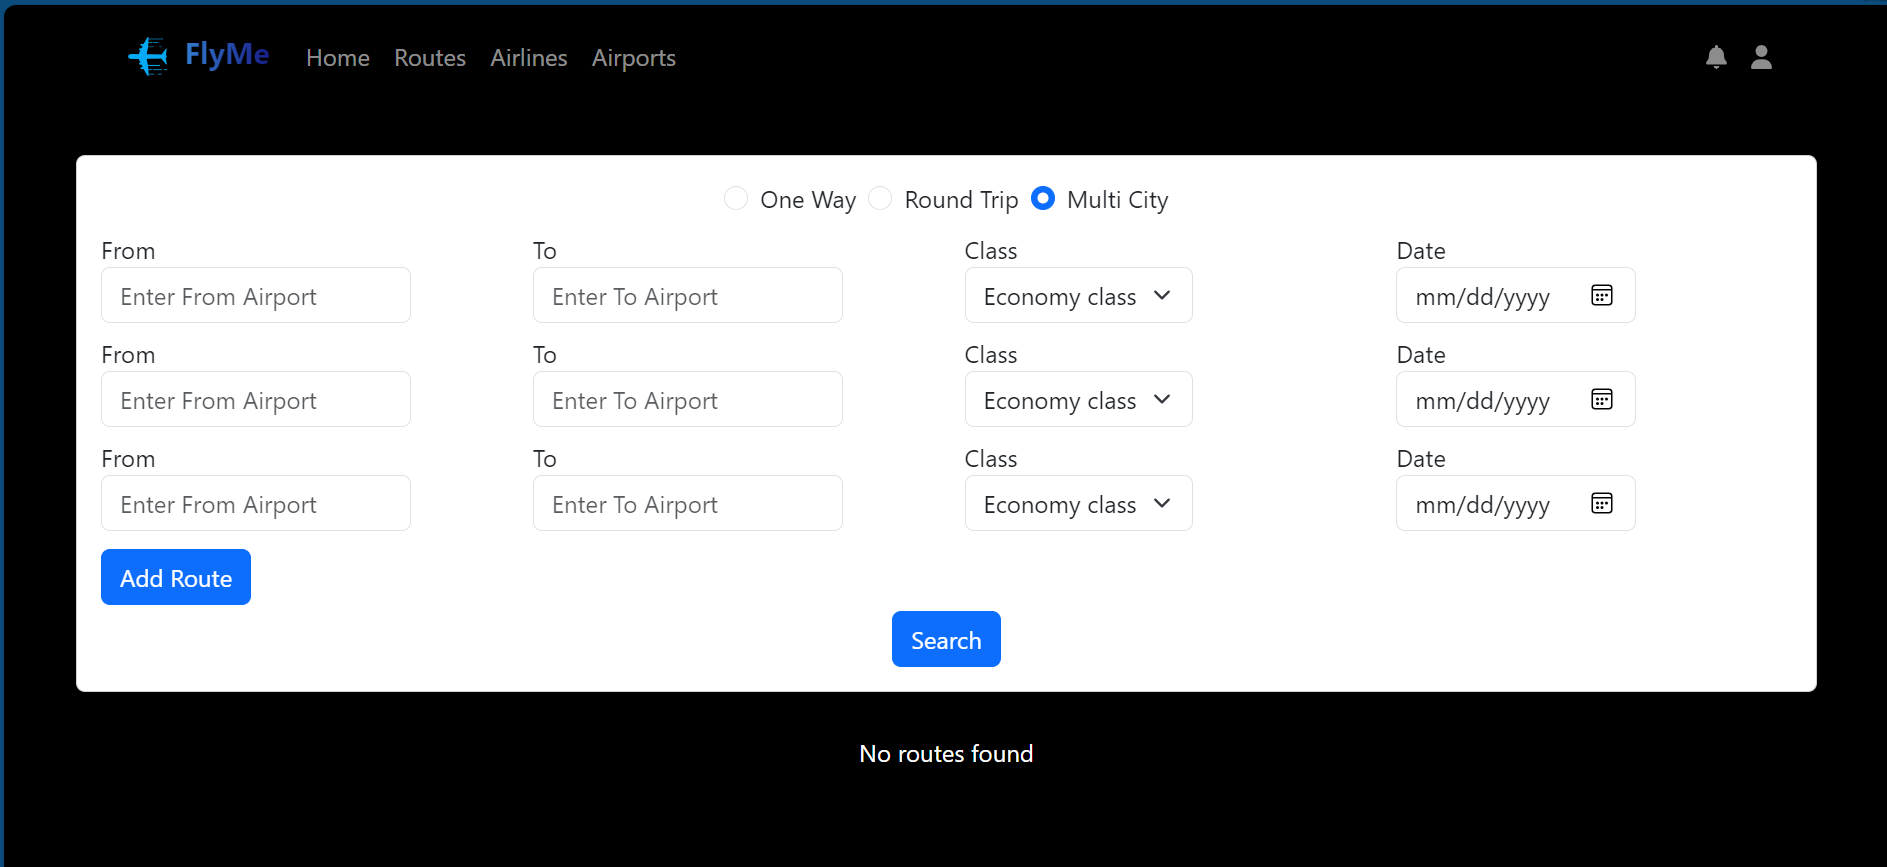 FlyMe Home Routes Airlines Airports
One Way Round Trip Multi City
From To Class Date
Enter From Airport Enter To Airport Economy class mm/dd/yyyy
From To Class Date
Enter From Airport Enter To Airport Economy class mm/dd/yyyy
From To Class Date
Enter From Airport Enter To Airport Economy class mm/dd/yyyy
Add Route
Search
No routes found